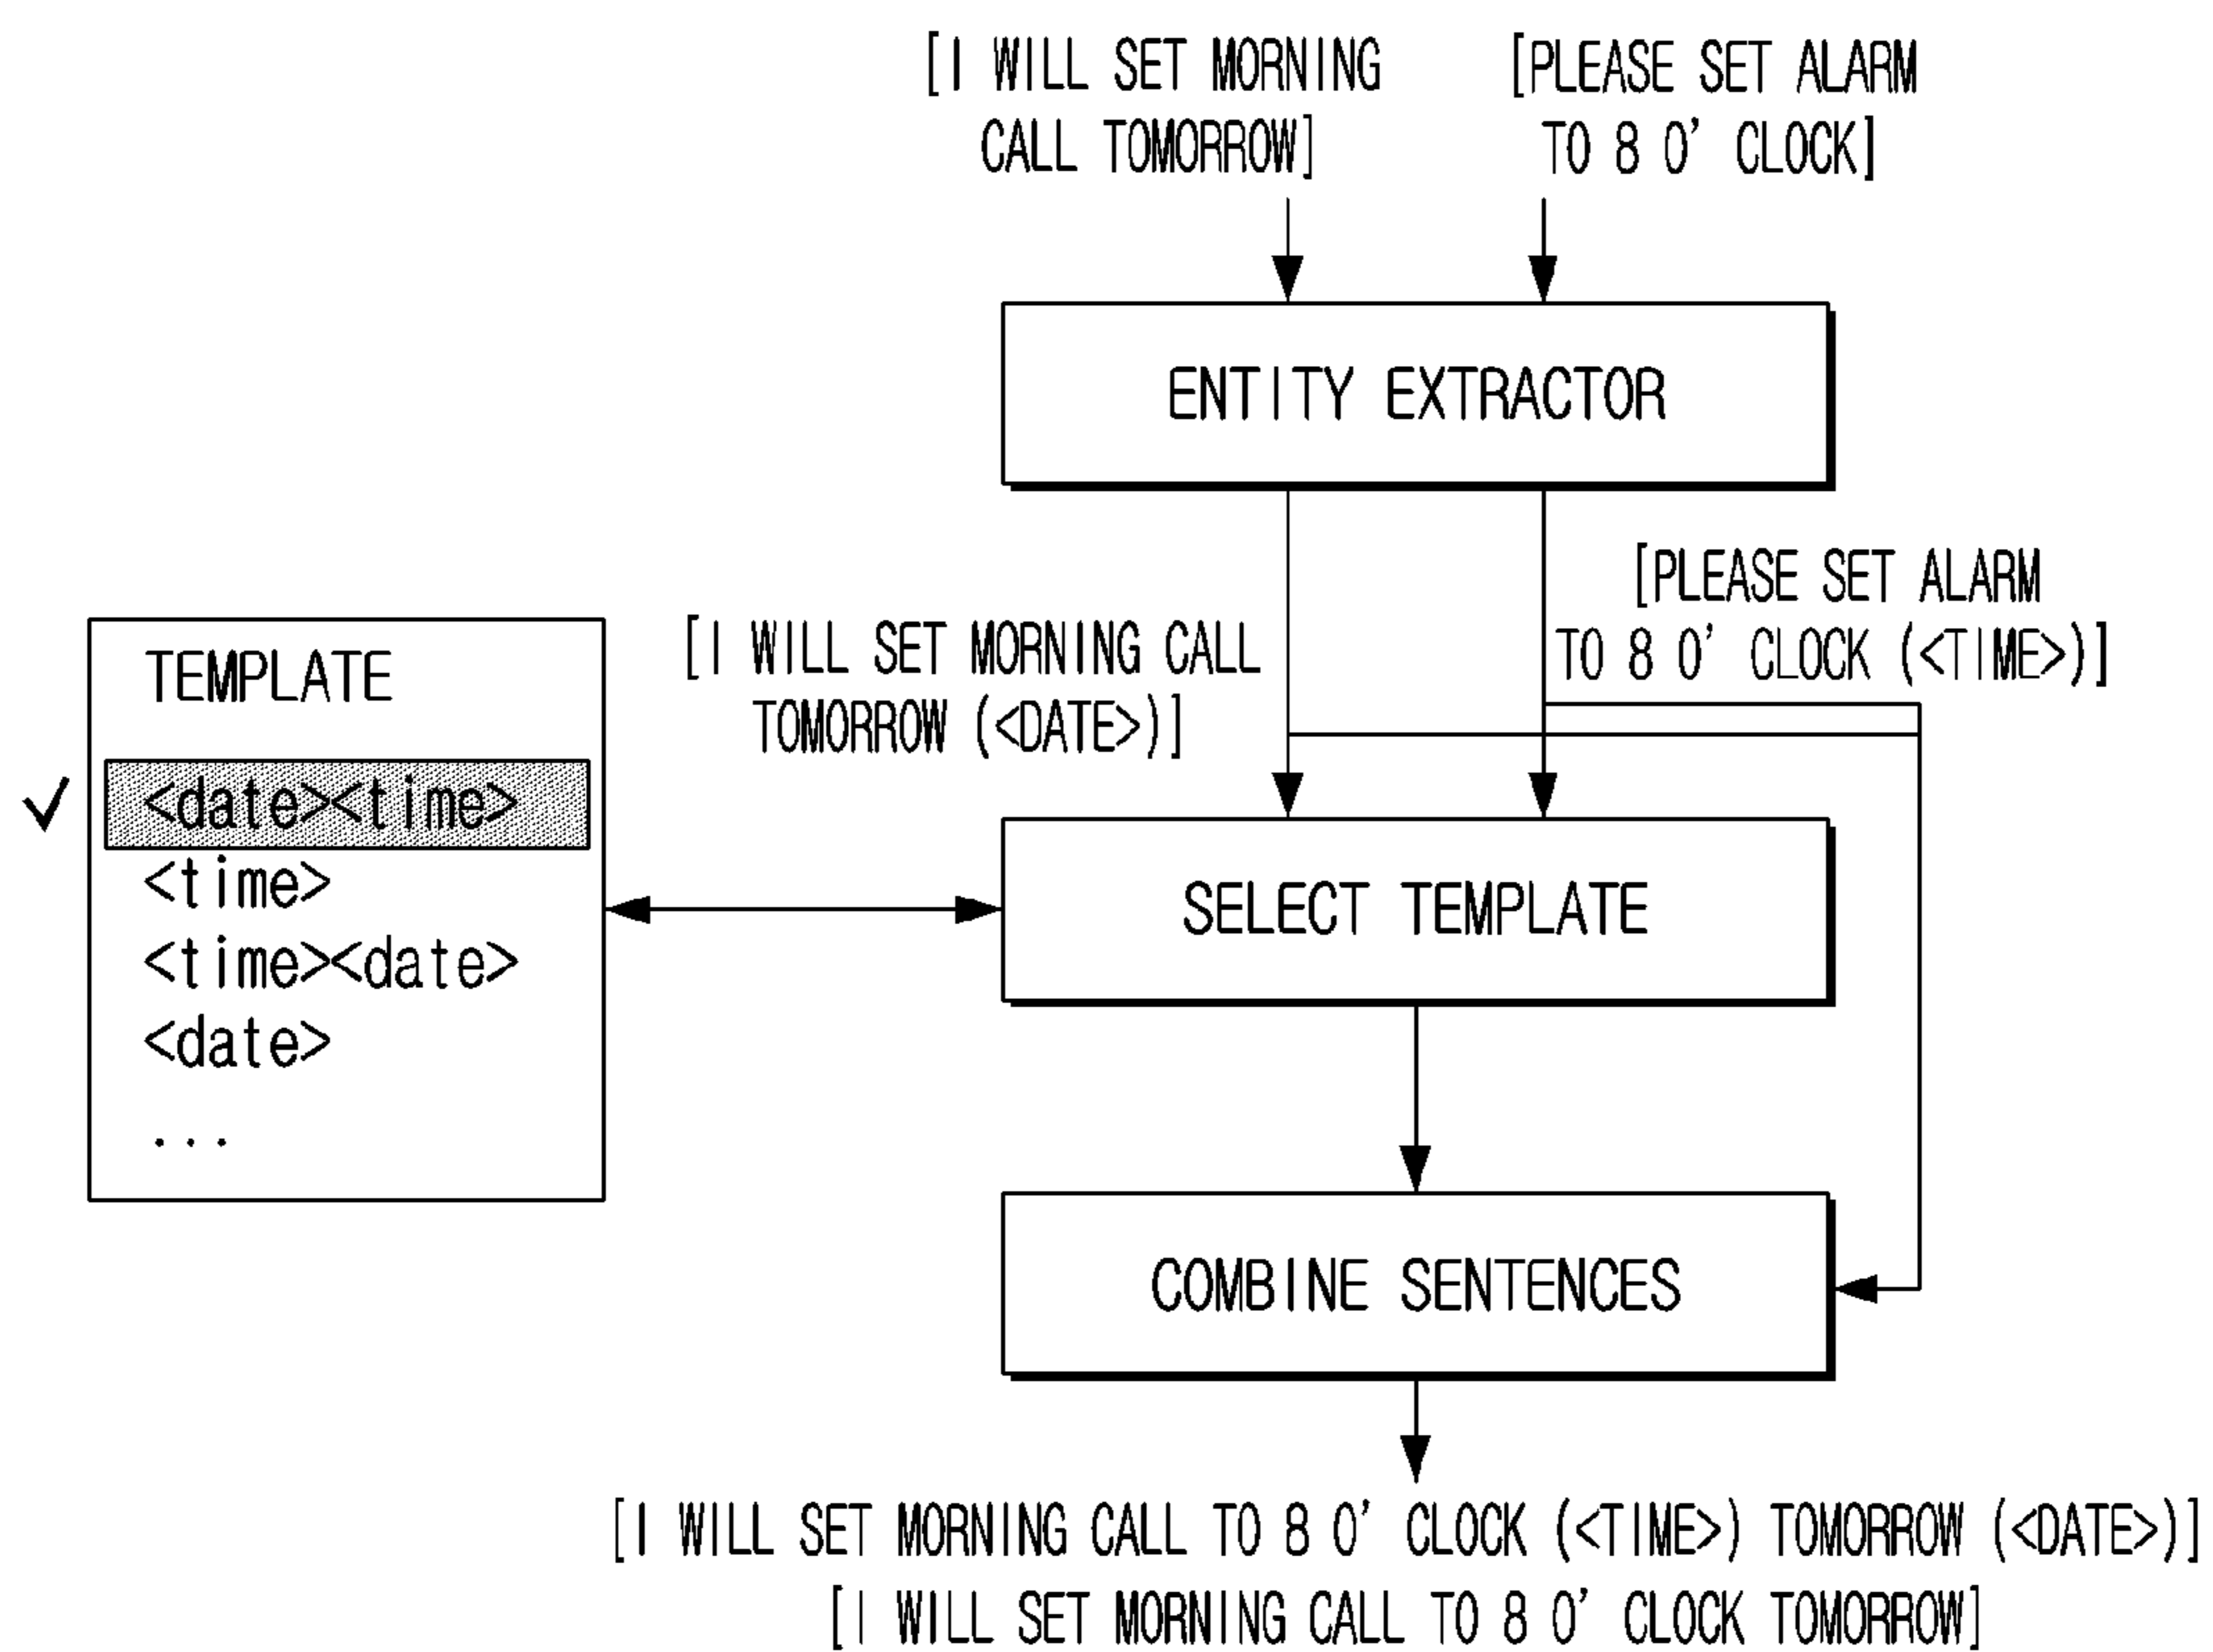 [I WILL SET MORNING
CALL TOMORROW]
[PLEASE SET ALARM
TO 8 O' CLOCK]
ENTITY EXTRACTOR
[PLEASE SET ALARM
TO 8 O' CLOCK (<TIME>)]
[I WILL SET MORNING CALL
TOMORROW (<DATE>)]
TEMPLATE
<date><time>
<time>
<time><date>
<date>
...
SELECT TEMPLATE
COMBINE SENTENCES
[I WILL SET MORNING CALL TO 8 O' CLOCK (<TIME>) TOMORROW (<DATE>)]
[I WILL SET MORNING CALL TO 8 O' CLOCK TOMORROW]